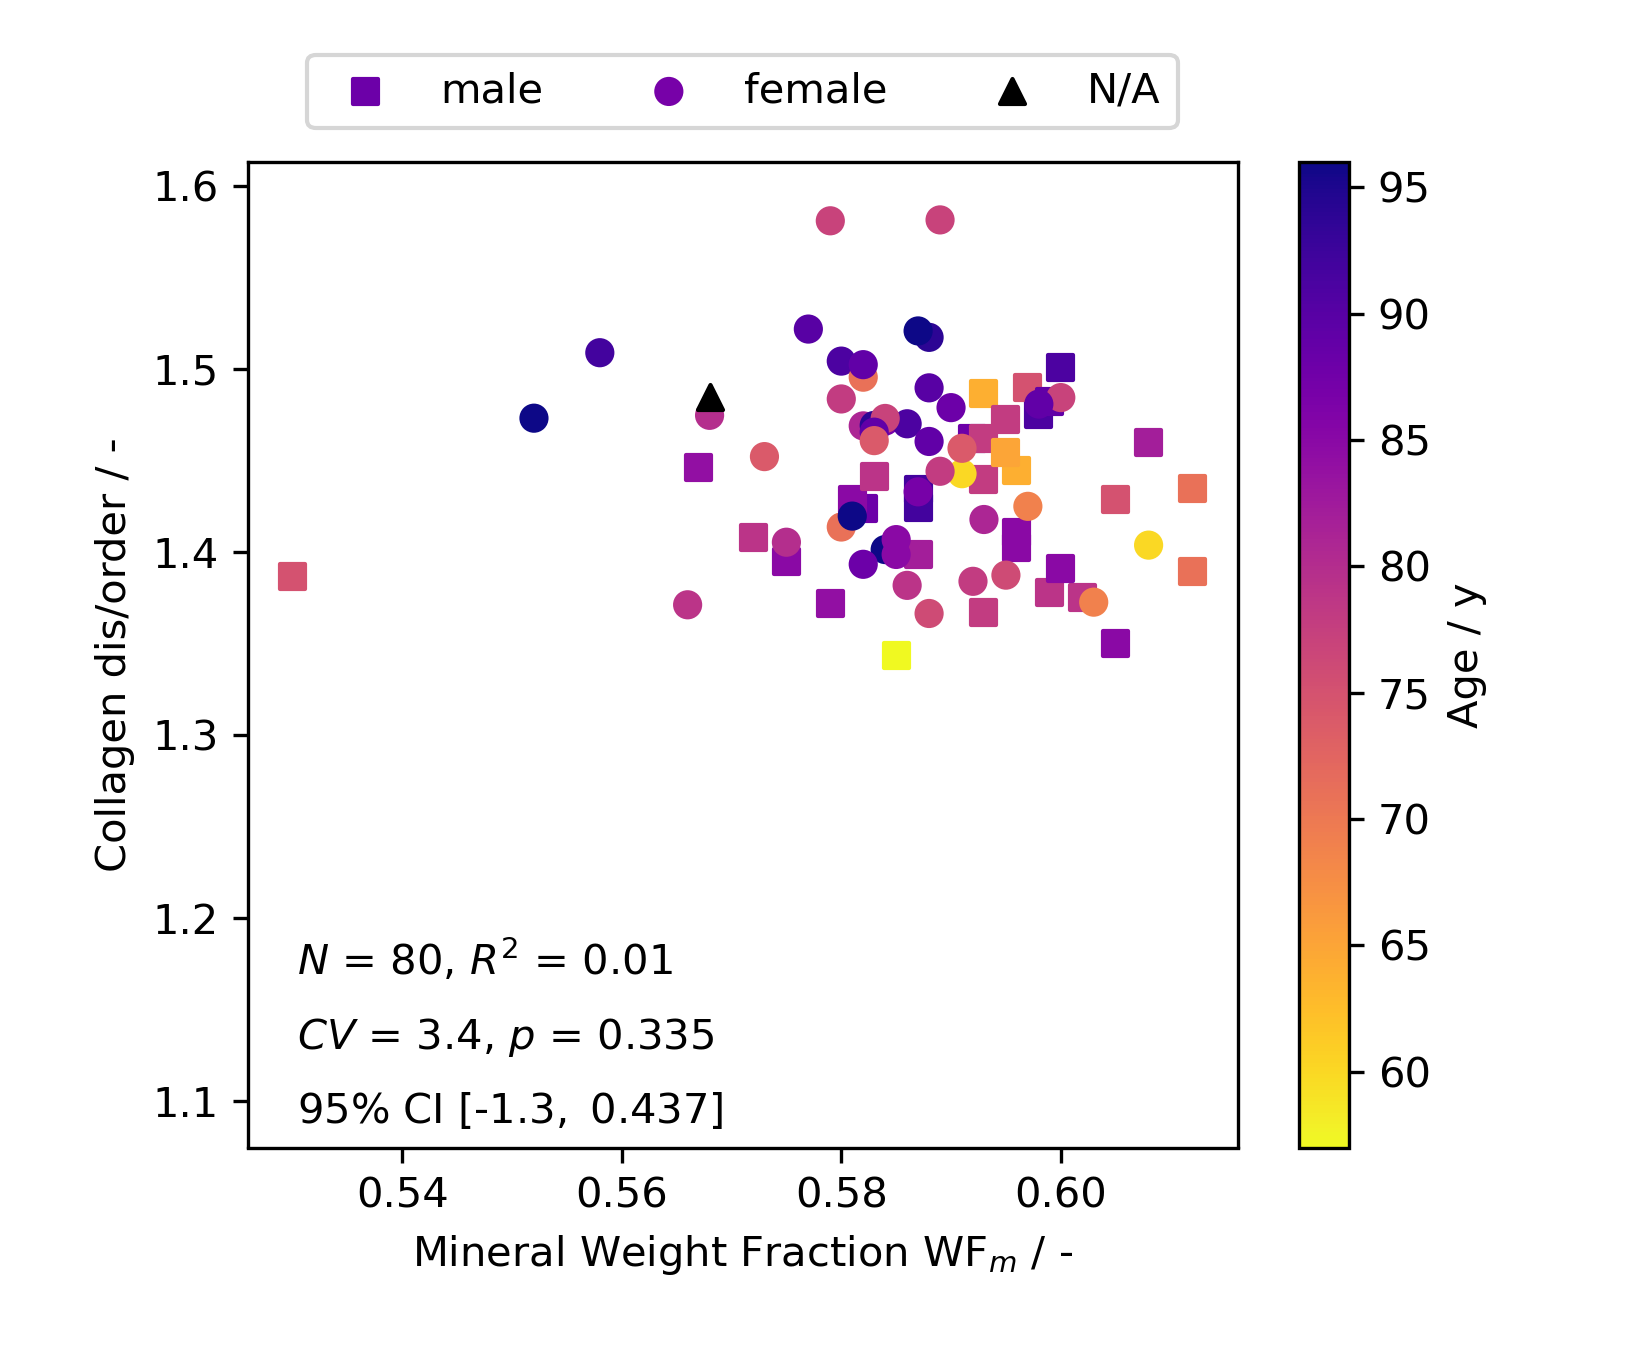 male female N/A
1.6
1.5
1.4
1.3
1.2
1.1
Collagen dis/order / -
N = 80, R² = 0.01
CV = 3.4, p = 0.335
95% CI [-1.3, 0.437]
0.54 0.56 0.58 0.60
Mineral Weight Fraction WFₘ / -
95
90
85
80
75
70
65
60
Age / y